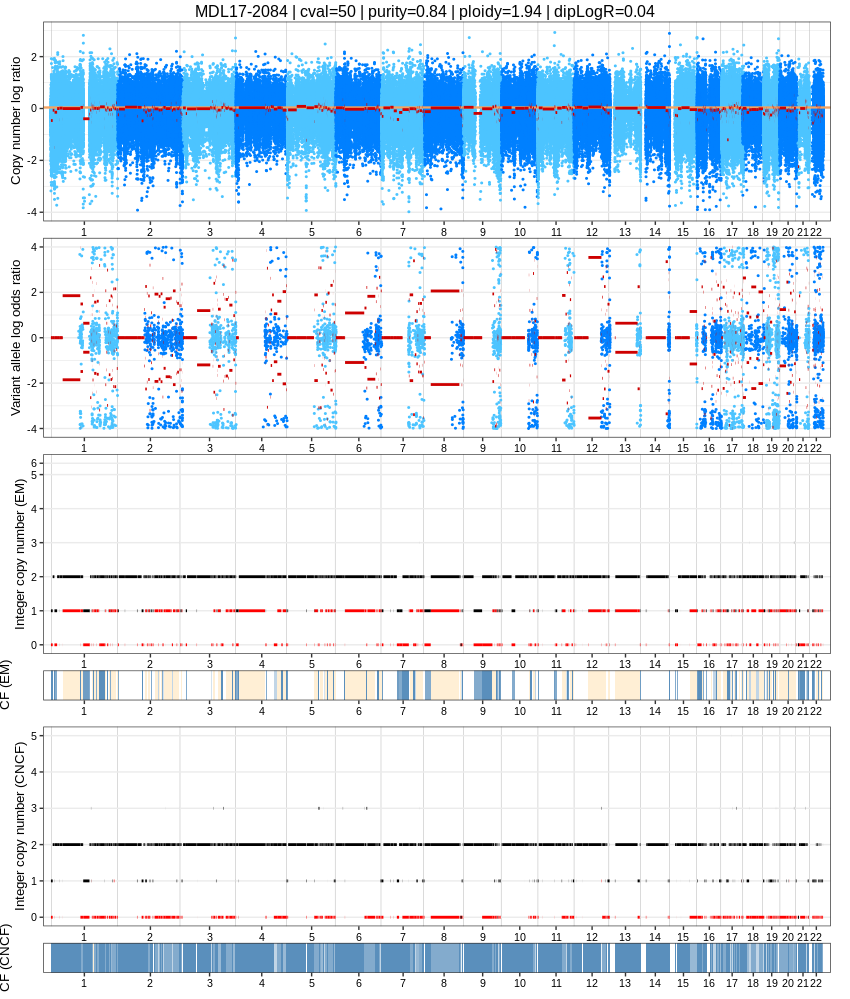 MDL17-2084 | cval=50 | purity=0.84 | ploidy=1.94 | dipLogR=0.04
Copy number log ratio
2
0
-2
-4
1 2 3 4 5 6 7 8 9 10 11 12 13 14 15 16 17 18 19 20 21 22
Variant allele log odds ratio
4
2
0
-2
-4
1 2 3 4 5 6 7 8 9 10 11 12 13 14 15 16 17 18 19 20 21 22
Integer copy number (EM)
6
5
4
3
2
1
0
1 2 3 4 5 6 7 8 9 10 11 12 13 14 15 16 17 18 19 20 21 22
CF (EM)
1 2 3 4 5 6 7 8 9 10 11 12 13 14 15 16 17 18 19 20 21 22
Integer copy number (CNCF)
5
4
3
2
1
0
1 2 3 4 5 6 7 8 9 10 11 12 13 14 15 16 17 18 19 20 21 22
CF (CNCF)
1 2 3 4 5 6 7 8 9 10 11 12 13 14 15 16 17 18 19 20 21 22